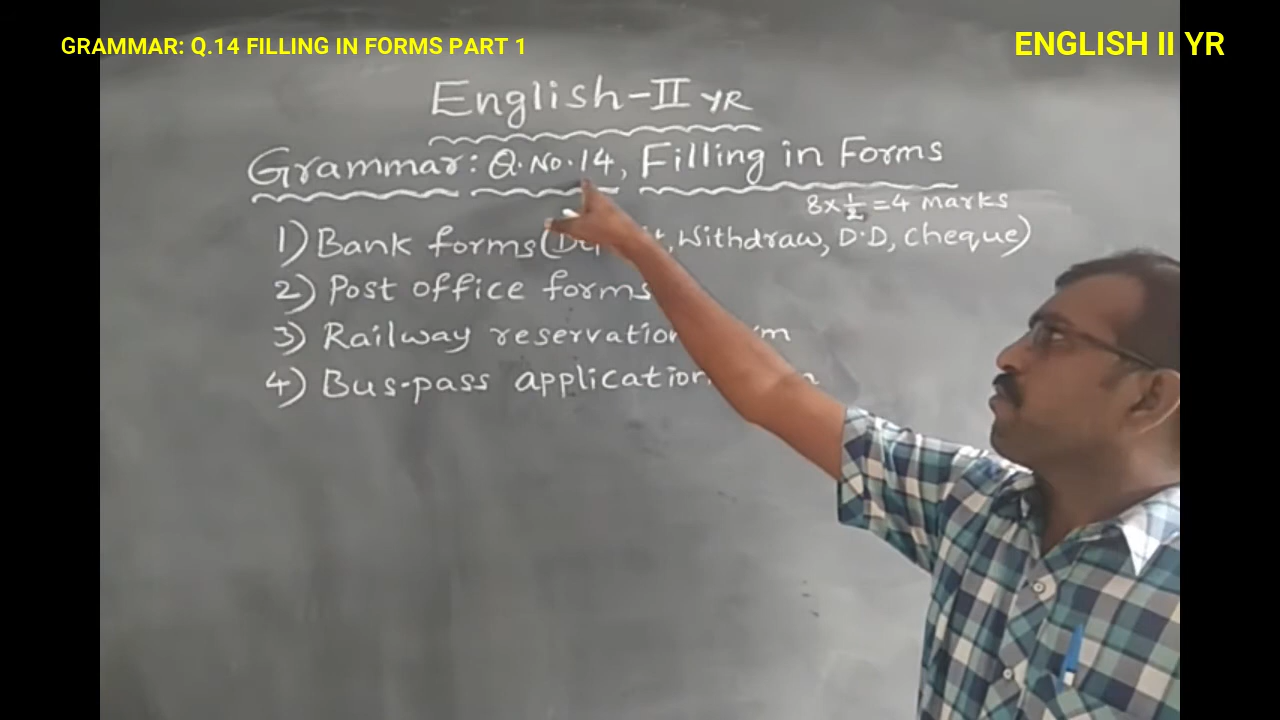 GRAMMAR: Q.14 FILLING IN FORMS PART 1
ENGLISH II YR
English-II YR
Grammar: Q.No.14, Filling in Forms
8x1/2=4 Marks
1) Bank forms( , Withdraw, D.D, Cheque)
2) Post office forms
3) Railway reservation
4) Bus-pass application